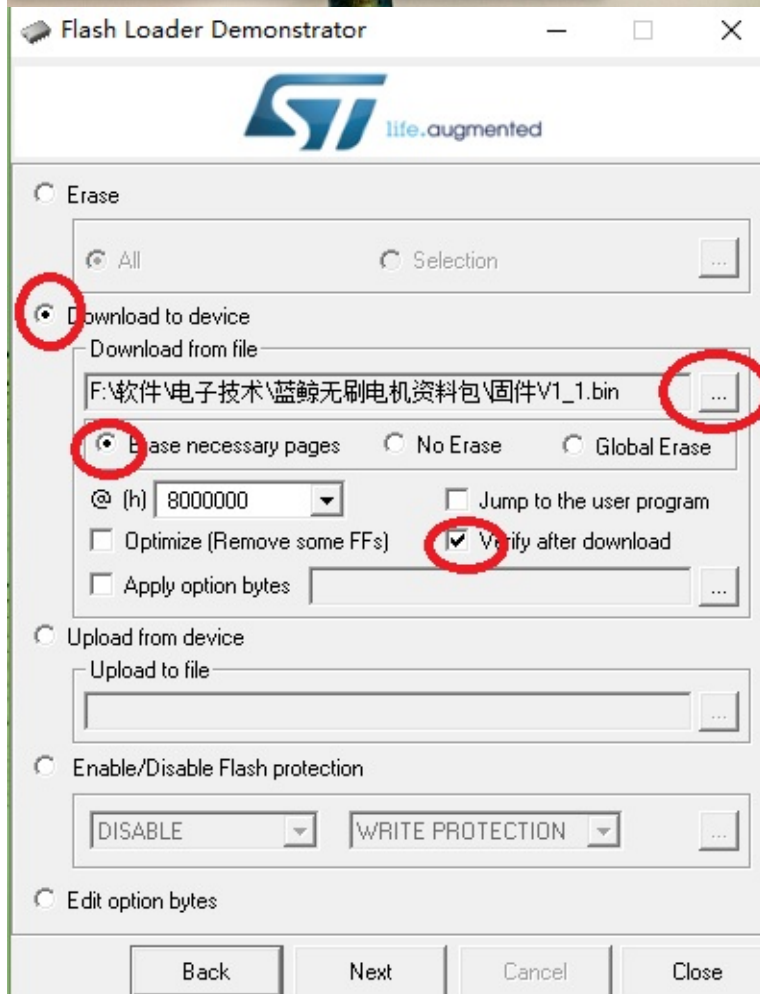 Flash Loader Demonstrator
ST life.augmented
Erase
All Selection ...
Download to device
Download from file
F:\软件\电子技术\蓝鲸无刷电机资料包\固件V1_1.bin ...
Erase necessary pages No Erase Global Erase
@ (h) 8000000 Jump to the user program
Optimize (Remove some FFs) Verify after download
Apply option bytes ...
Upload from device
Upload to file
...
Enable/Disable Flash protection
DISABLE WRITE PROTECTION ...
Edit option bytes
Back Next Cancel Close